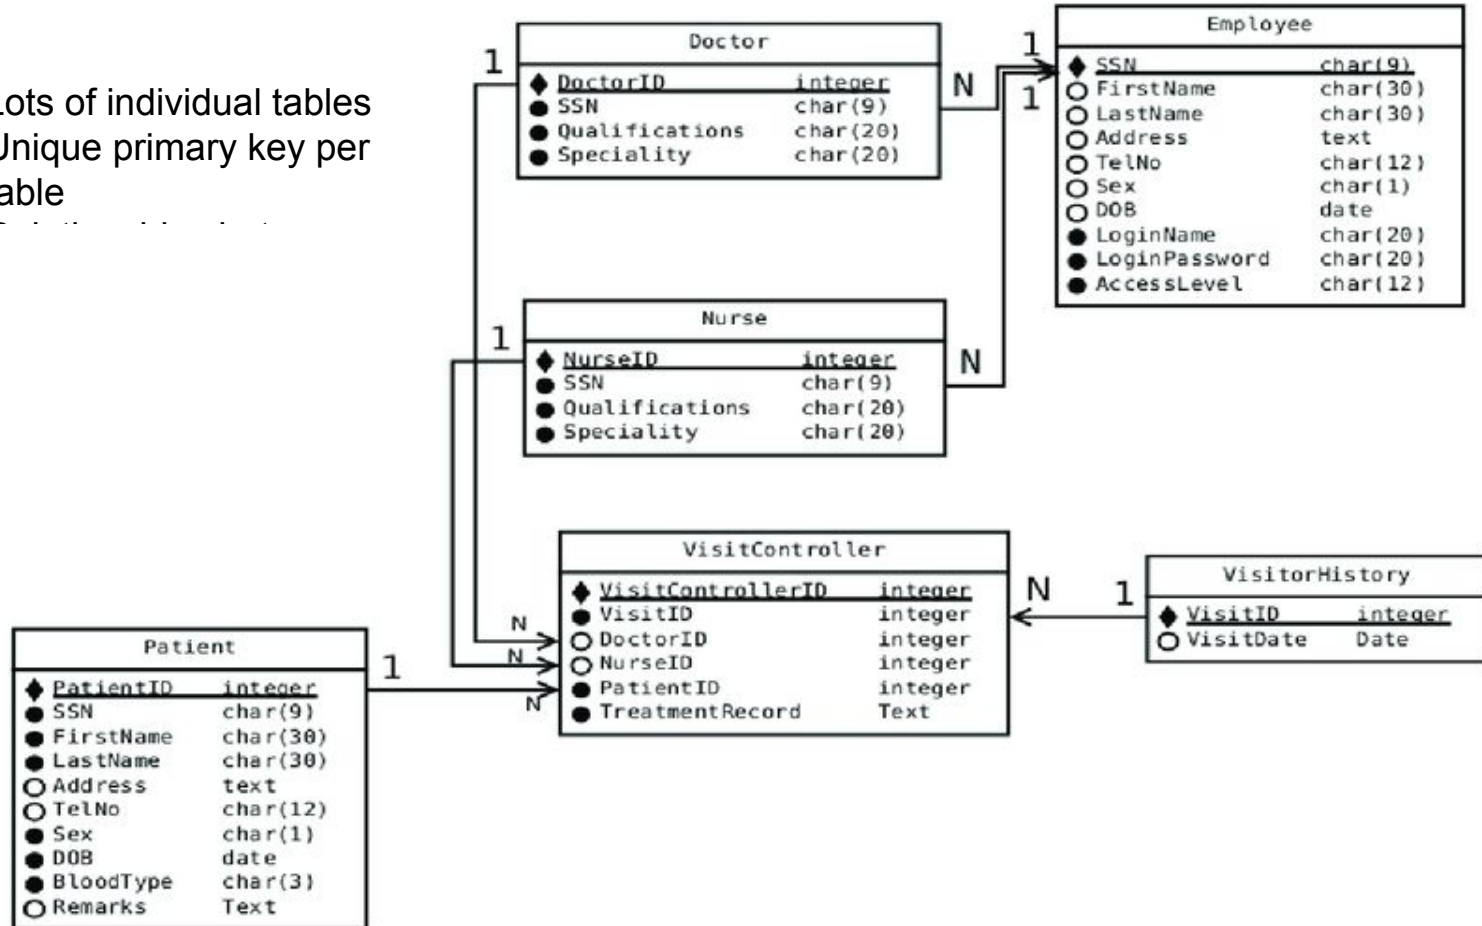 Lots of individual tables
Unique primary key per
table
Doctor
1
DoctorID integer
SSN char(9)
Qualifications char(20)
Speciality char(20)
N
1
1
Employee
SSN char(9)
FirstName char(30)
LastName char(30)
Address text
TelNo char(12)
Sex char(1)
DOB date
LoginName char(20)
LoginPassword char(20)
AccessLevel char(12)
Nurse
1
NurseID integer
SSN char(9)
Qualifications char(20)
Speciality char(20)
N
VisitController
VisitControllerID integer
VisitID integer
N
DoctorID integer
N
NurseID integer
PatientID integer
N
TreatmentRecord Text
N
1
VisitorHistory
VisitID integer
VisitDate Date
Patient
1
PatientID integer
SSN char(9)
FirstName char(30)
LastName char(30)
Address text
TelNo char(12)
Sex char(1)
DOB date
BloodType char(3)
Remarks Text